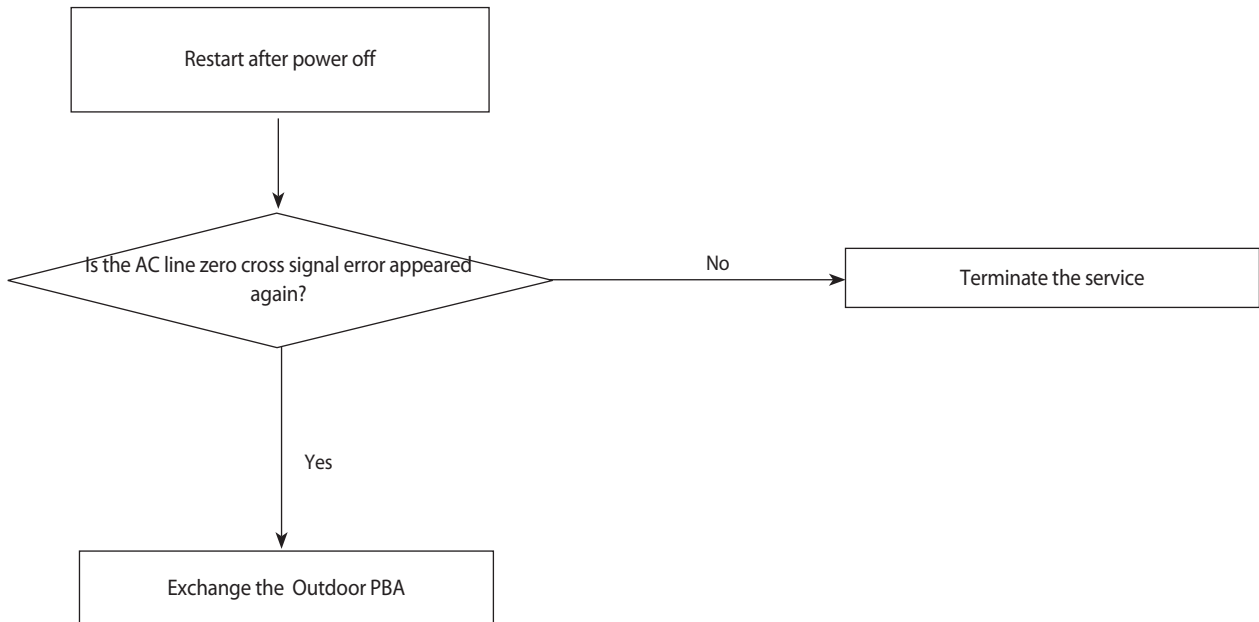 Restart after power off
Is the AC line zero cross signal error appeared
again?
No
Terminate the service
Yes
Exchange the Outdoor PBA